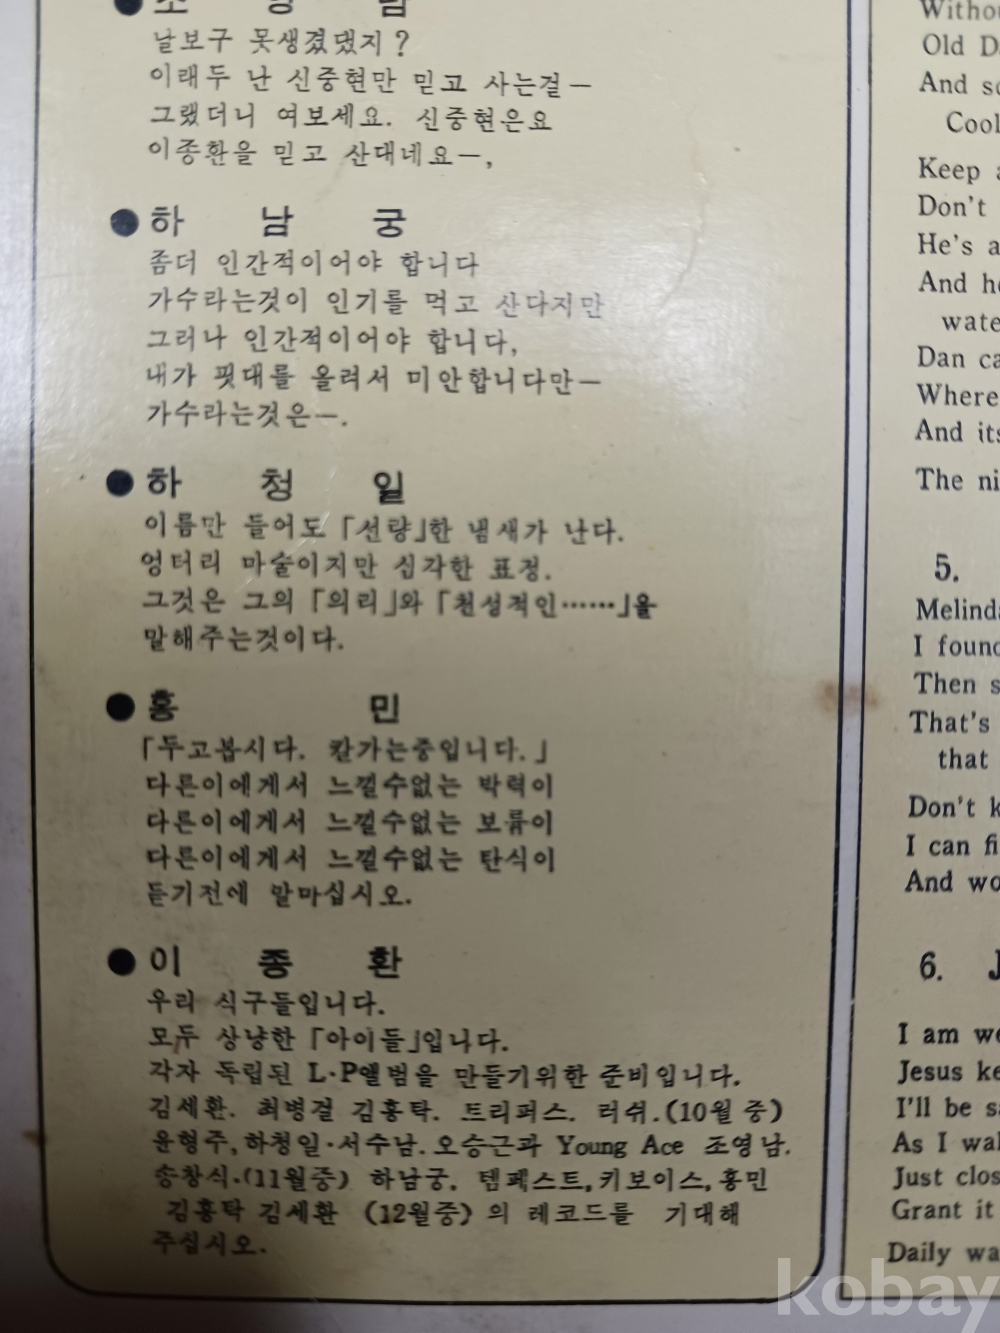 날보구 못생겼댔지?
이래두 난 신중현만 믿고 사는걸—
그랬더니 여보세요. 신중현은요
이종환을 믿고 산대네요—,
●하 남 궁
좀더 인간적이어야 합니다
가수라는것이 인기를 먹고 산다지만
그러나 인간적이어야 합니다,
내가 핏대를 올려서 미안합니다만—
가수라는것은—.
●하 청 일
이름만 들어도 「선량」한 냄새가 난다.
엉터리 마술이지만 심각한 표정.
그것은 그의 「의리」와 「천성적인……」을
말해주는것이다.
●홍 민
「두고봅시다. 칼가는중입니다.」
다른이에게서 느낄수없는 박력이
다른이에게서 느낄수없는 보륨이
다른이에게서 느낄수없는 탄식이
듣기전에 말마십시오.
●이 종 환
우리 식구들입니다.
모두 상냥한 「아이들」입니다.
각자 독립된 L·P앨범을 만들기위한 준비입니다.
김세환. 최병걸 김홍탁. 트리퍼스. 러쉬.(10월 중)
윤형주, 하청일·서수남. 오승근과 Young Ace 조영남.
송창식·(11월중) 하남궁, 템페스트, 키보이스, 홍민
김홍탁 김세환 (12월중) 의 레코드를 기대해
주십시오.
Old
And
Cool
Keep
Don't
He's
And
Dan
Where
And
The
5.
I
Then
That's
that
Don't
I can
And
6.
I am
Jesus
I'll be
As I
Just
Grant it
Daily
kobay